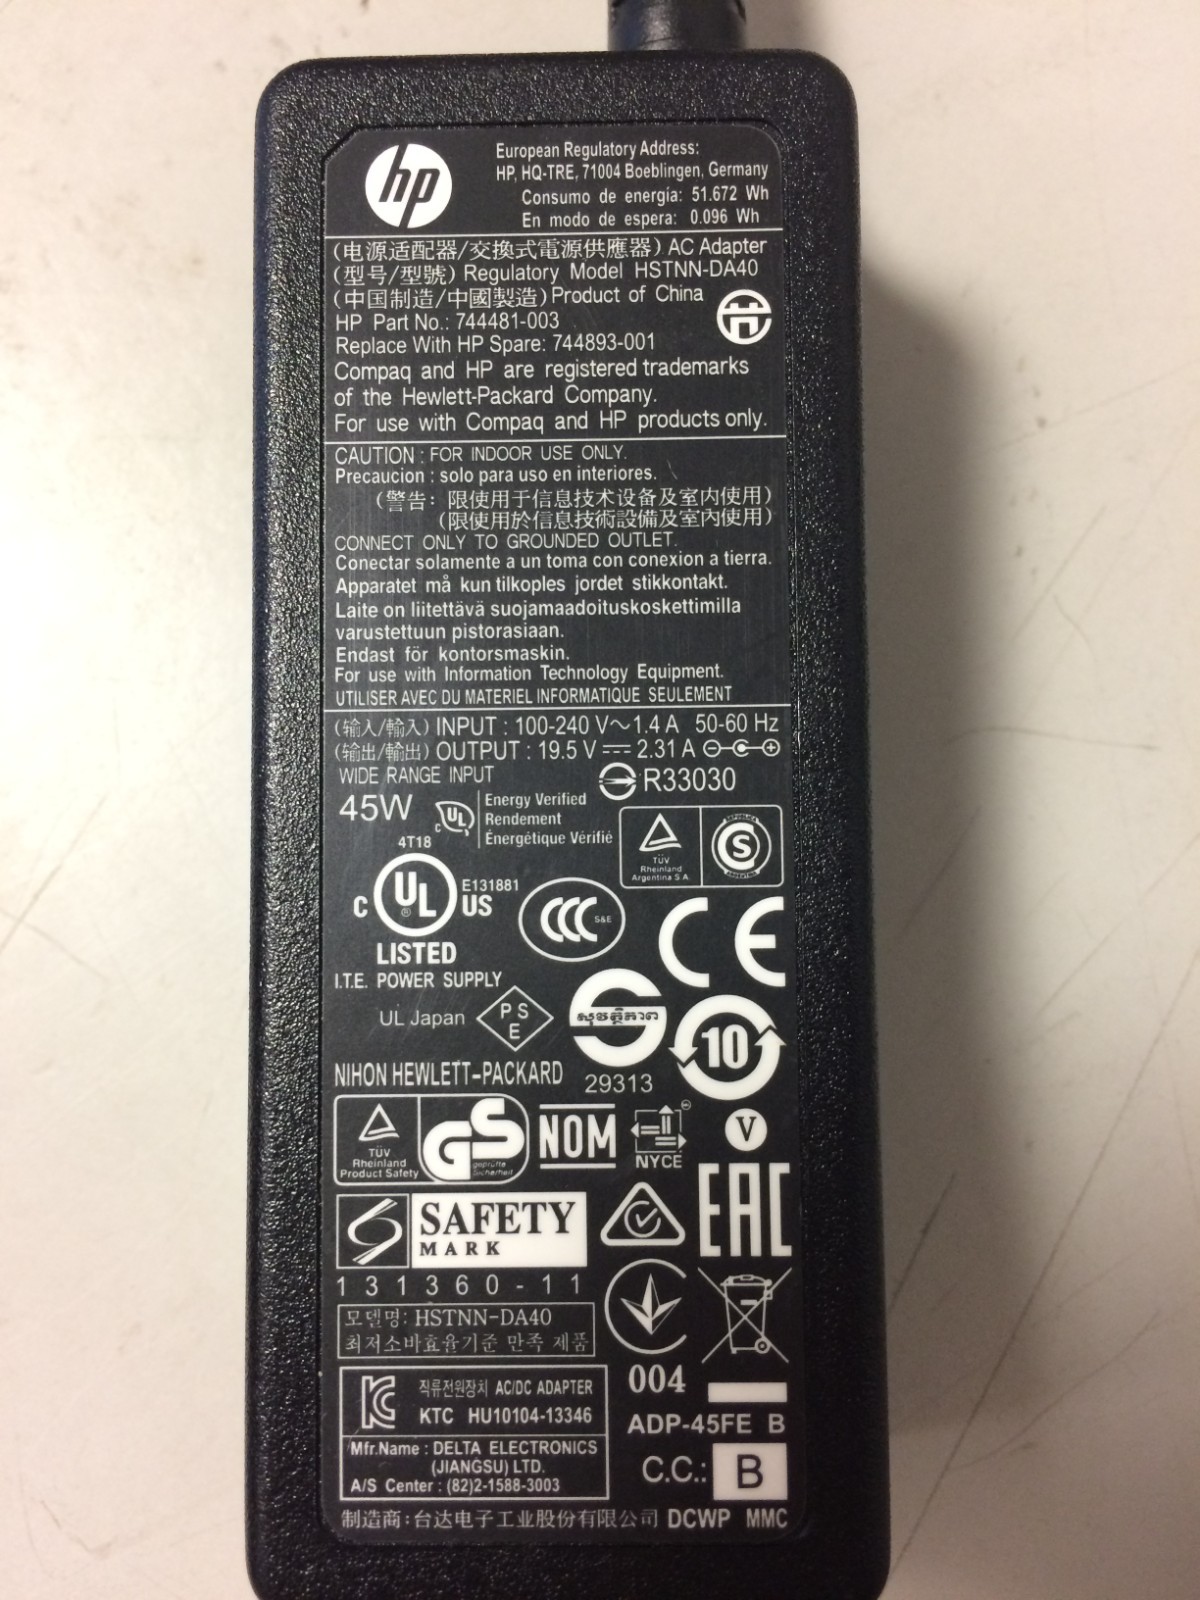 hp
European Regulatory Address:
HP, HQ-TRE, 71004 Boeblingen, Germany
Consumo de energia: 51.672 Wh
En modo de espera: 0.096 Wh
(电源适配器/交換式電源供應器) AC Adapter
(型号/型號) Regulatory Model HSTNN-DA40
(中国制造/中國製造) Product of China
HP Part No.: 744481-003
Replace With HP Spare: 744893-001
Compaq and HP are registered trademarks
of the Hewlett-Packard Company.
For use with Compaq and HP products only.
CAUTION : FOR INDOOR USE ONLY.
Precaucion : solo para uso en interiores.
(警告: 限使用于信息技术设备及室内使用)
(限使用於信息技術設備及室內使用)
CONNECT ONLY TO GROUNDED OUTLET.
Conectar solamente a un toma con conexion a tierra.
Apparatet må kun tilkoples jordet stikkontakt.
Laite on liitettävä suojamaadoituskoskettimilla
varustettuun pistorasiaan.
Endast för kontorsmaskin.
For use with Information Technology Equipment.
UTILISER AVEC DU MATERIEL INFORMATIQUE SEULEMENT
(输入/輸入) INPUT : 100-240 V~1.4 A 50-60 Hz
(输出/輸出) OUTPUT : 19.5 V⎓ 2.31 A
WIDE RANGE INPUT
R33030
45W
c UL s
Energy Verified
Rendement
Énergétique Vérifié
TÜV
Rheinland
Argentina S.A.
S
4T18
C UL ® US
E131881
LISTED
CCC S&E
CE
I.T.E. POWER SUPPLY
UL Japan
PS
E
សុវត្ថិភាព
10
NIHON HEWLETT-PACKARD
29313
TÜV
Rheinland
Product Safety
GS
geprüfte
Sicherheit
NOM
NYCE
V
EAC
SAFETY
MARK
131360-11
모델명: HSTNN-DA40
최저소바효율기준 만족 제품
004
직류전원장치 AC/DC ADAPTER
KTC HU10104-13346
ADP-45FE B
Mfr.Name : DELTA ELECTRONICS
(JIANGSU) LTD.
A/S Center : (82)2-1588-3003
C.C.: B
制造商: 台达电子工业股份有限公司 DCWP MMC